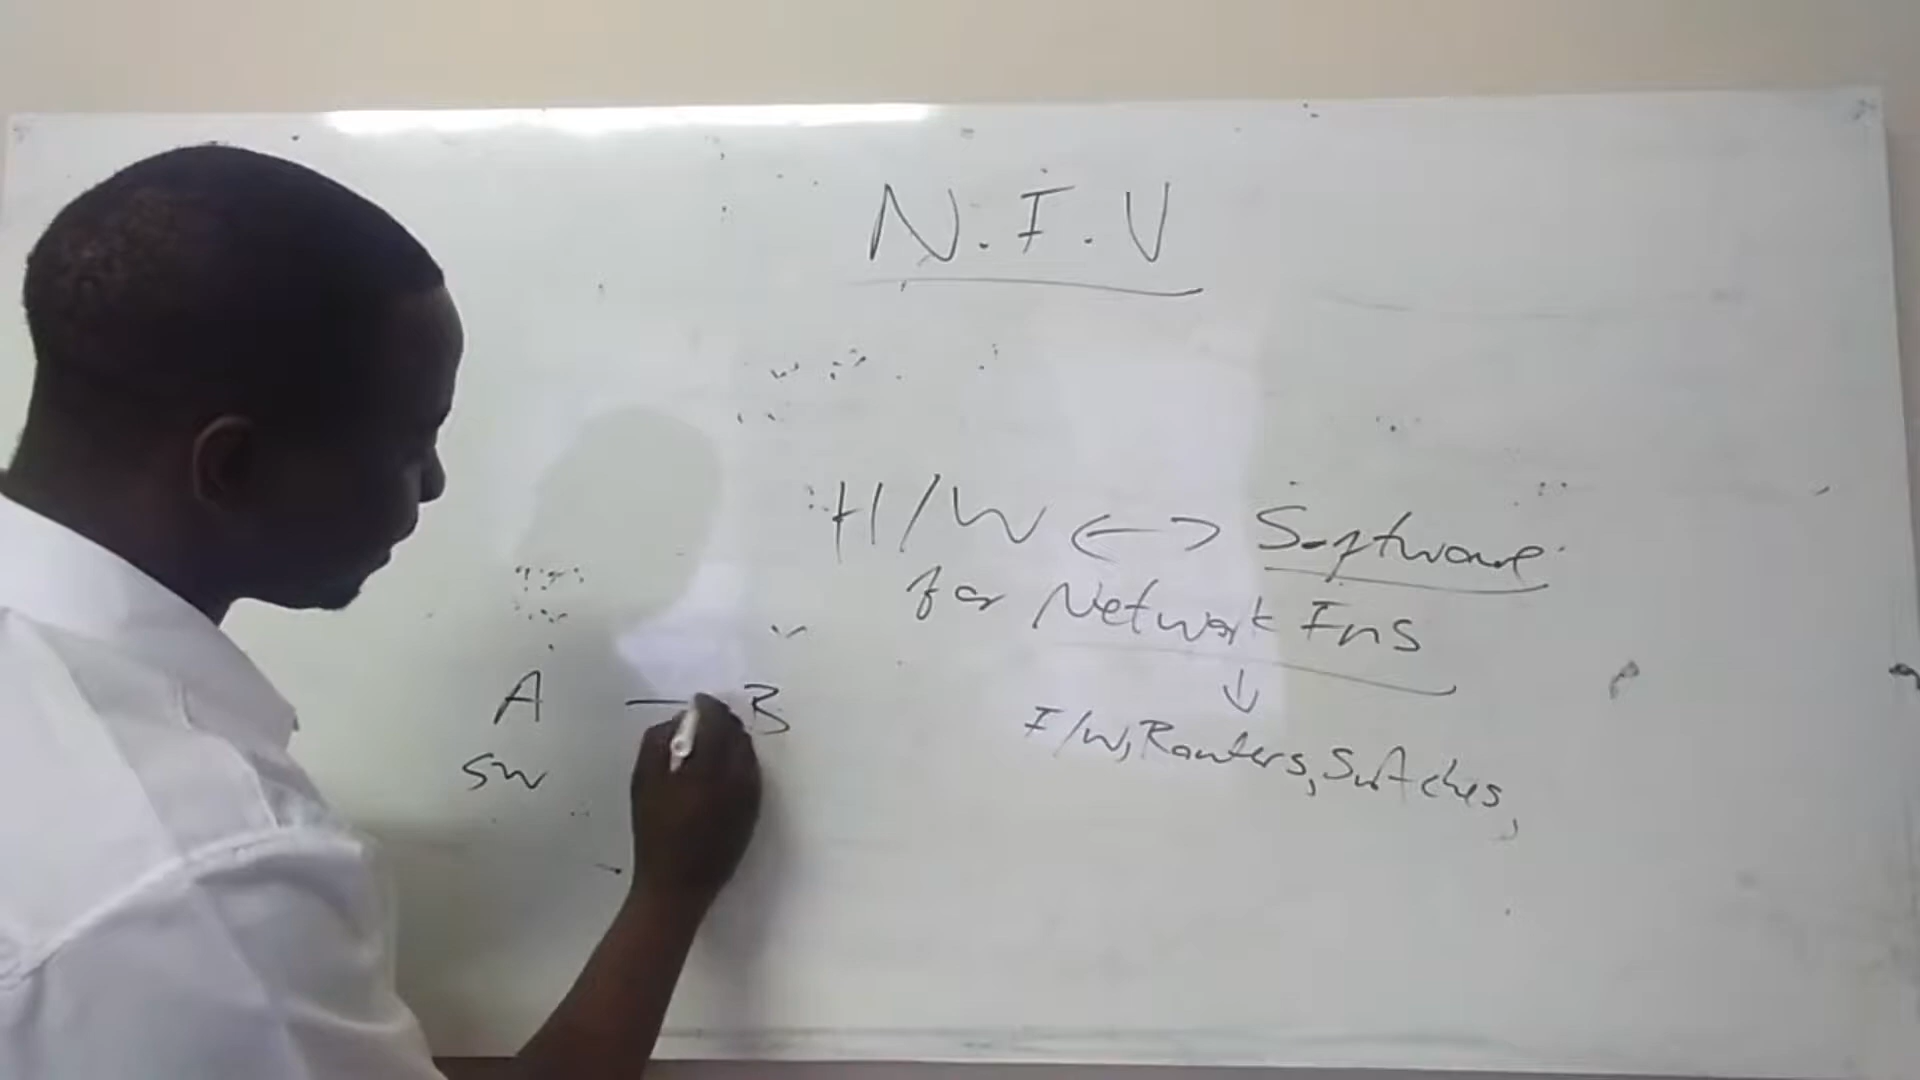 N.F.V
H/W <-> Software
for Network Fns
↓
F/W, Routers, Switches,
A — B
SW